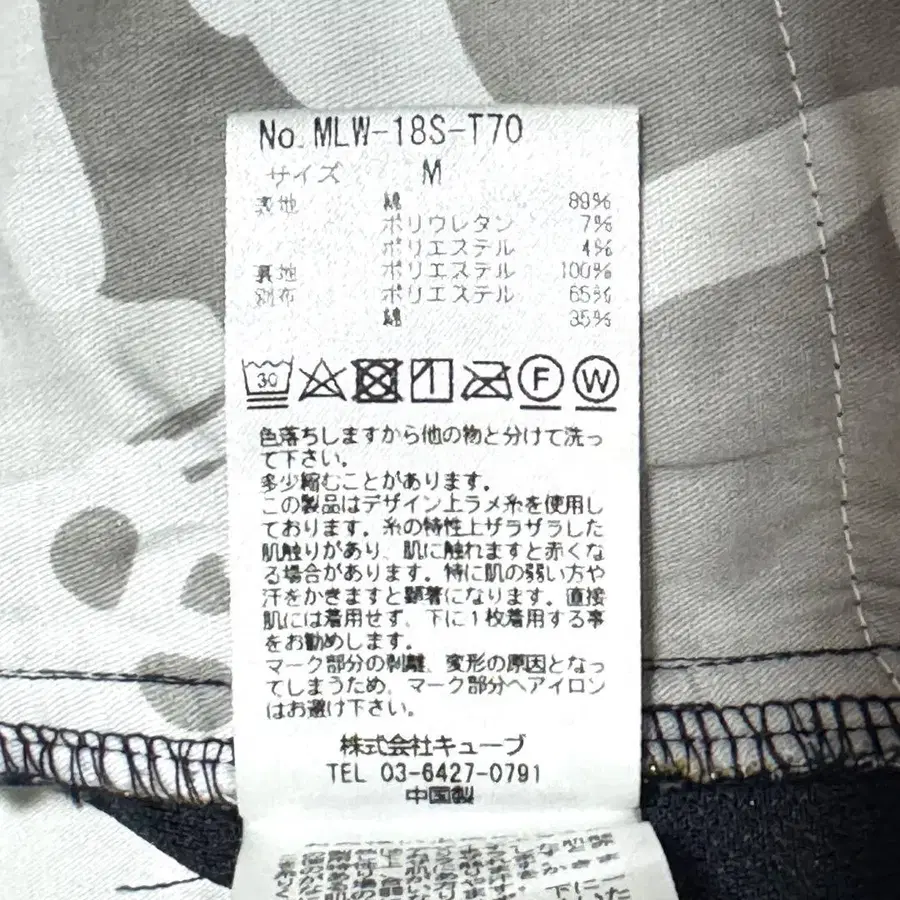 No. MLW-18S-T70
サイズ M
表地 綿 89%
ポリウレタン 7%
ポリエステル 4%
裏地 ポリエステル 100%
別布 ポリエステル 65%
綿 35%
30
F W
色落ちしますから他の物と分けて洗っ
て下さい。
多少縮むことがあります。
この製品はデザイン上ラメ糸を使用し
ております。糸の特性上ザラザラした
肌触りがあり、肌に触れますと赤くな
る場合があります。特に肌の弱い方や
汗をかきますと顕著になります。直接
肌には着用せず、下に1枚着用する事
をお勧めします。
マーク部分の剥離、変形の原因となっ
てしまうため、マーク部分へアイロン
はお避け下さい。
株式会社キューブ
TEL 03-6427-0791
中国製